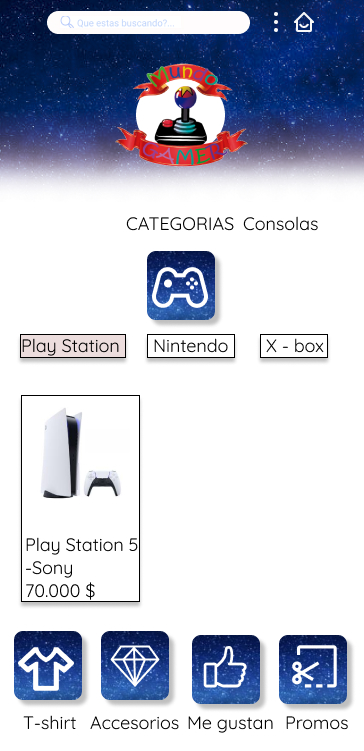 Que estas buscando?...
Mundo
GAMER
CATEGORIAS Consolas
Play Station
Nintendo
X - box
Play Station 5
-Sony
70.000 $
T-shirt
Accesorios
Me gustan
Promos